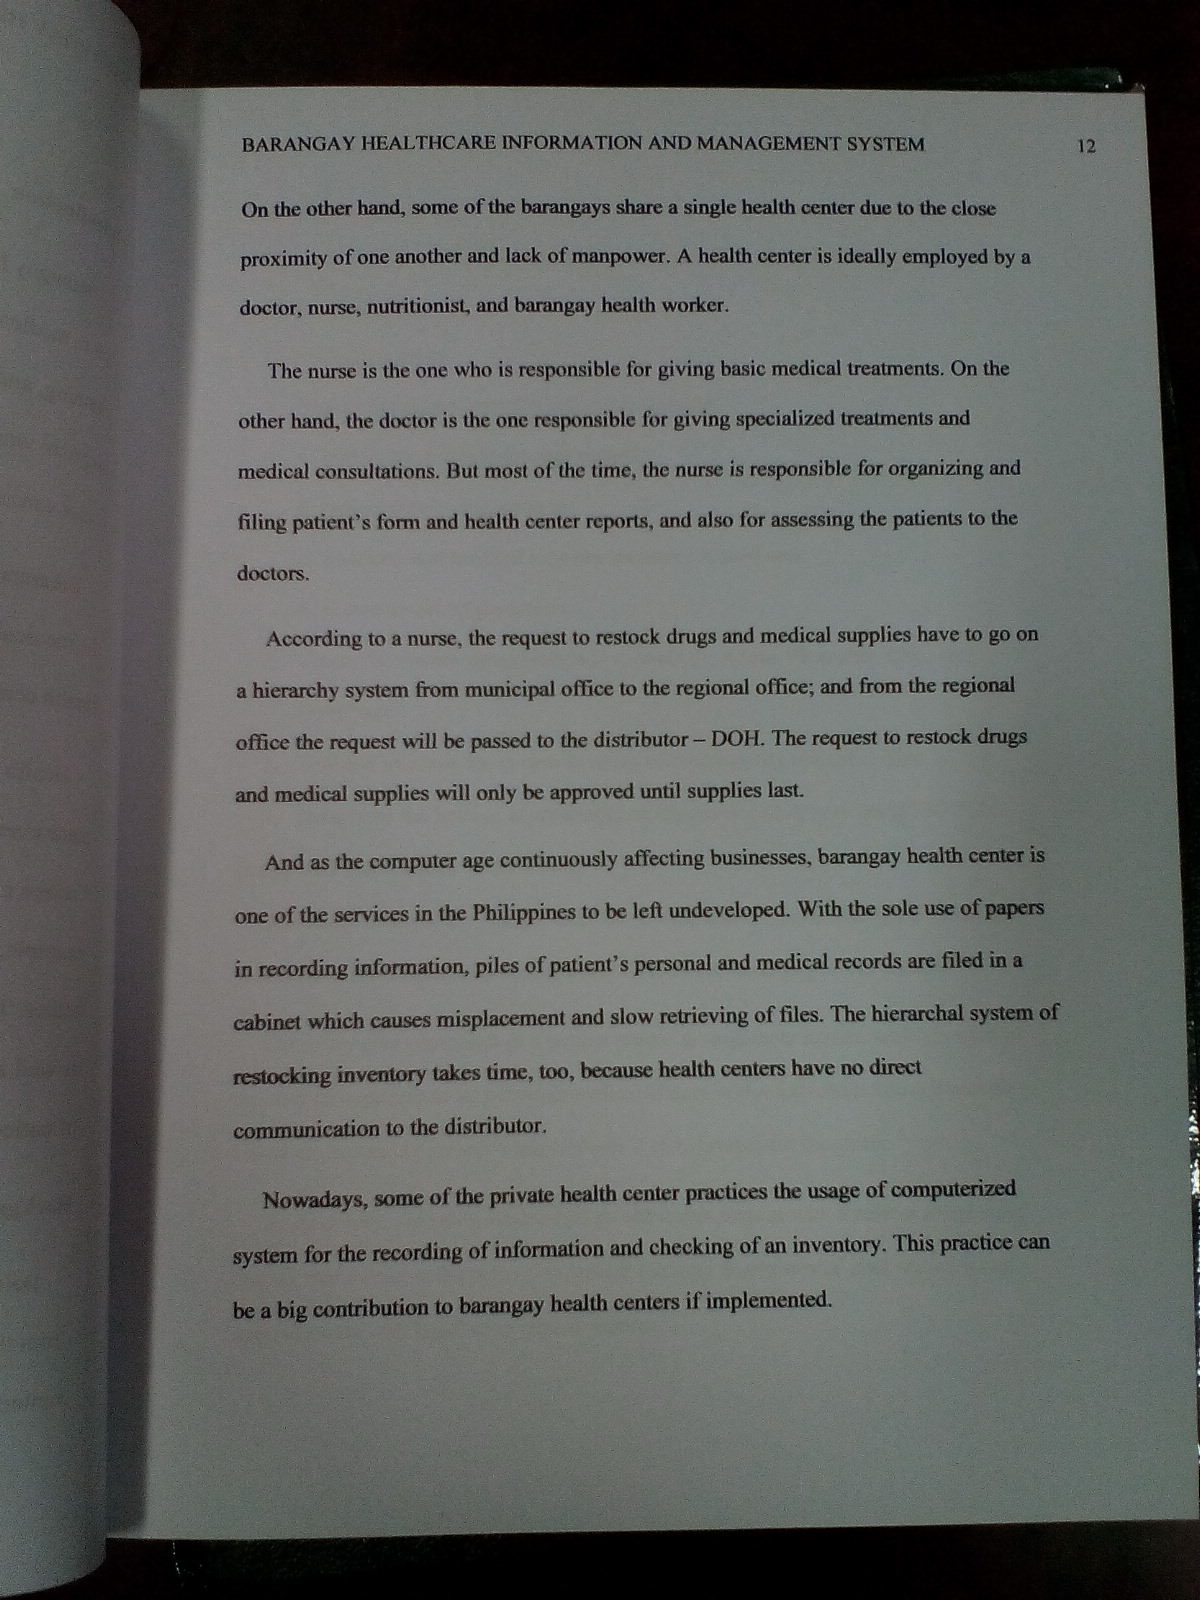 BARANGAY HEALTHCARE INFORMATION AND MANAGEMENT SYSTEM 12
On the other hand, some of the barangays share a single health center due to the close
proximity of one another and lack of manpower. A health center is ideally employed by a
doctor, nurse, nutritionist, and barangay health worker.
The nurse is the one who is responsible for giving basic medical treatments. On the
other hand, the doctor is the one responsible for giving specialized treatments and
medical consultations. But most of the time, the nurse is responsible for organizing and
filing patient's form and health center reports, and also for assessing the patients to the
doctors.
According to a nurse, the request to restock drugs and medical supplies have to go on
a hierarchy system from municipal office to the regional office; and from the regional
office the request will be passed to the distributor – DOH. The request to restock drugs
and medical supplies will only be approved until supplies last.
And as the computer age continuously affecting businesses, barangay health center is
one of the services in the Philippines to be left undeveloped. With the sole use of papers
in recording information, piles of patient's personal and medical records are filed in a
cabinet which causes misplacement and slow retrieving of files. The hierarchal system of
restocking inventory takes time, too, because health centers have no direct
communication to the distributor.
Nowadays, some of the private health center practices the usage of computerized
system for the recording of information and checking of an inventory. This practice can
be a big contribution to barangay health centers if implemented.